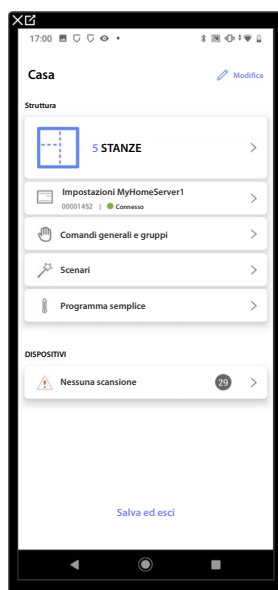 17:00
Casa
Modifica
Struttura
5 STANZE
Impostazioni MyHomeServer1
00001452 | Connesso
Comandi generali e gruppi
Scenari
Programma semplice
DISPOSITIVI
Nessuna scansione 29
Salva ed esci